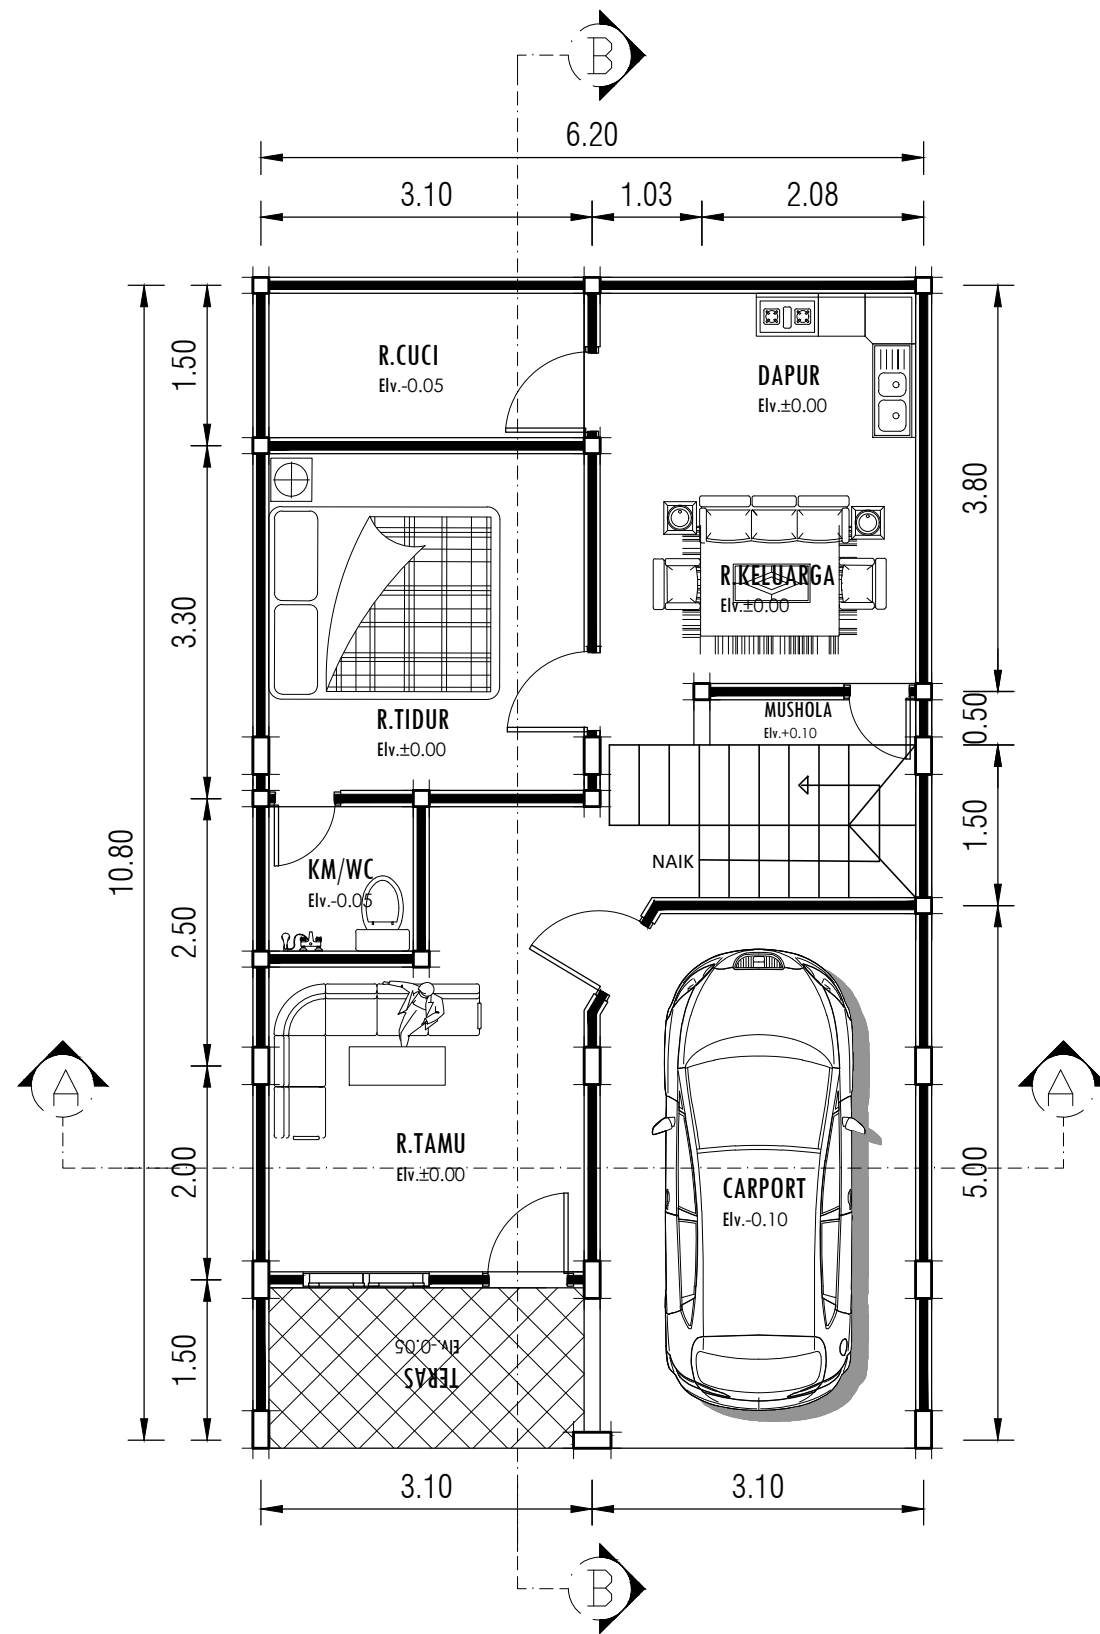 B
6.20
3.10
1.03
2.08
1.50
R.CUCI
Elv.-0.05
DAPUR
Elv.±0.00
3.80
3.30
R.KELUARGA
Elv.±0.00
R.TIDUR
Elv.±0.00
MUSHOLA
Elv.+0.10
0.50
10.80
1.50
NAIK
KM/WC
Elv.-0.05
2.50
A
A
R.TAMU
Elv.±0.00
2.00
CARPORT
Elv.-0.10
5.00
1.50
TERAS
Elv.-0.05
3.10
3.10
B